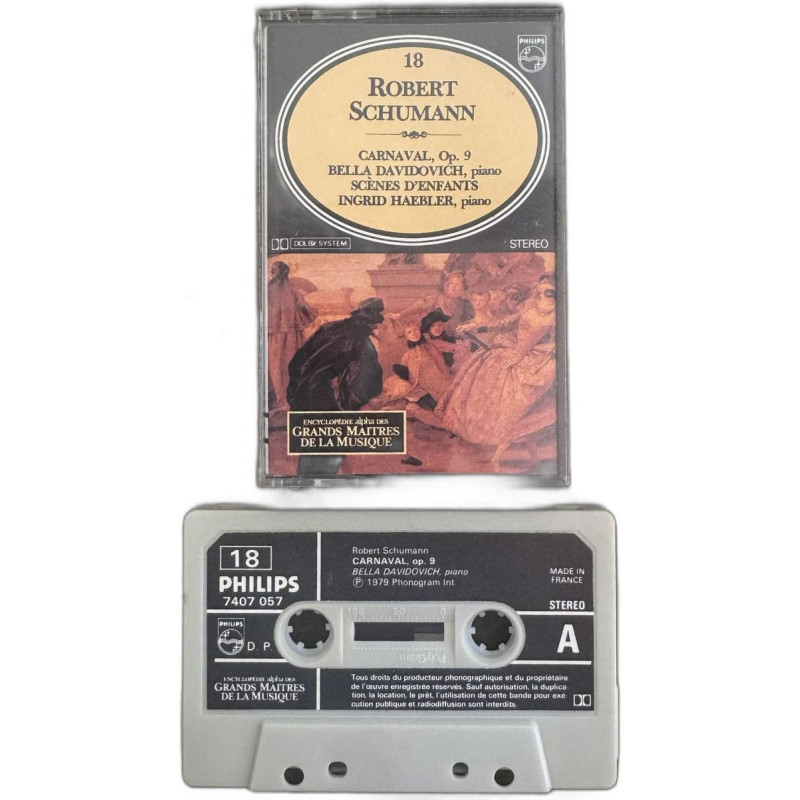 PHILIPS
18
ROBERT
SCHUMANN
CARNAVAL, Op. 9
BELLA DAVIDOVICH, piano
SCÈNES D'ENFANTS
INGRID HAEBLER, piano
DOLBY SYSTEM
STEREO
ENCYCLOPÉDIE alpha DES
GRANDS MAITRES
DE LA MUSIQUE
18
PHILIPS
7407 057
PHILIPS
D. P.
ENCYCLOPÉDIE alpha DES
GRANDS MAITRES
DE LA MUSIQUE
Robert Schumann
CARNAVAL, op. 9
BELLA DAVIDOVICH, piano
Ⓟ 1979 Phonogram Int.
MADE IN
FRANCE
STEREO
A
100 50 0
PolyGram
Tous droits du producteur phonographique et du propriétaire
de l'œuvre enregistrée réservés. Sauf autorisation, la duplica-
tion, la location, le prêt, l'utilisation de cette bande pour exé-
cution publique et radiodiffusion sont interdits.